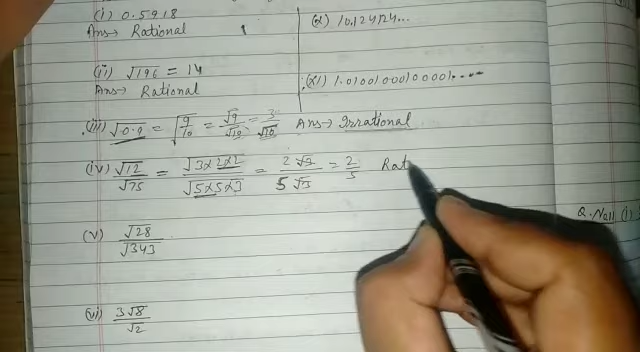 (i) 0.5918
Ans→ Rational
(ii) √196 = 14
Ans→ Rational
(iii) √0.9 = √9/10 = √9/√10 = 3/√10 Ans→ Irrational
(iv) √12/√75 = √3×2×2/√5×5×3 = 2√3/5√3 = 2/5 Rat
(v) √28/√343
(vi) 3√8/√2
(x) 10.124124...
(xi) 1.01001000100001....
Q. No